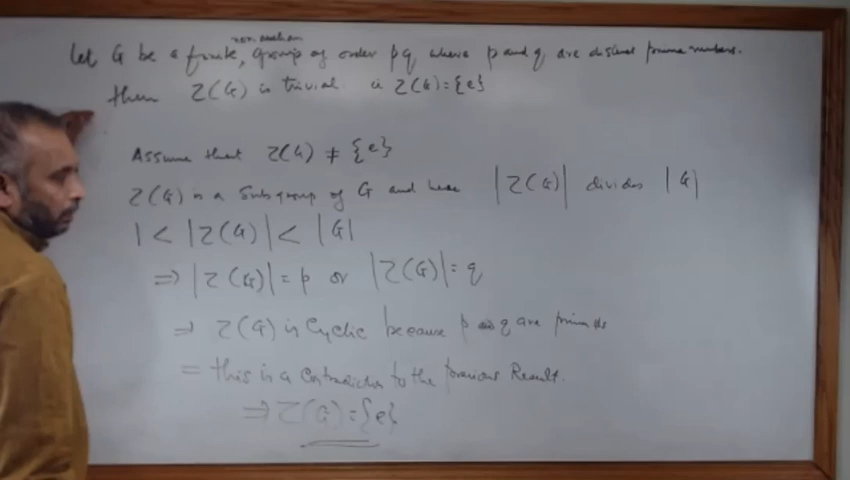 non abelian
Let G be a finite, group of order pq where p and q are distinct prime numbers.
then Z(G) is trivial. ie Z(G)={e}
Assume that Z(G) ≠ {e}
Z(G) is a subgroup of G and hence |Z(G)| divides |G|
1 < |Z(G)| < |G|
⇒ |Z(G)| = p or |Z(G)| = q
⇒ Z(G) is Cyclic because p q are primes
= this is a Contradiction to the previous Result.
⇒ Z(G) = {e}